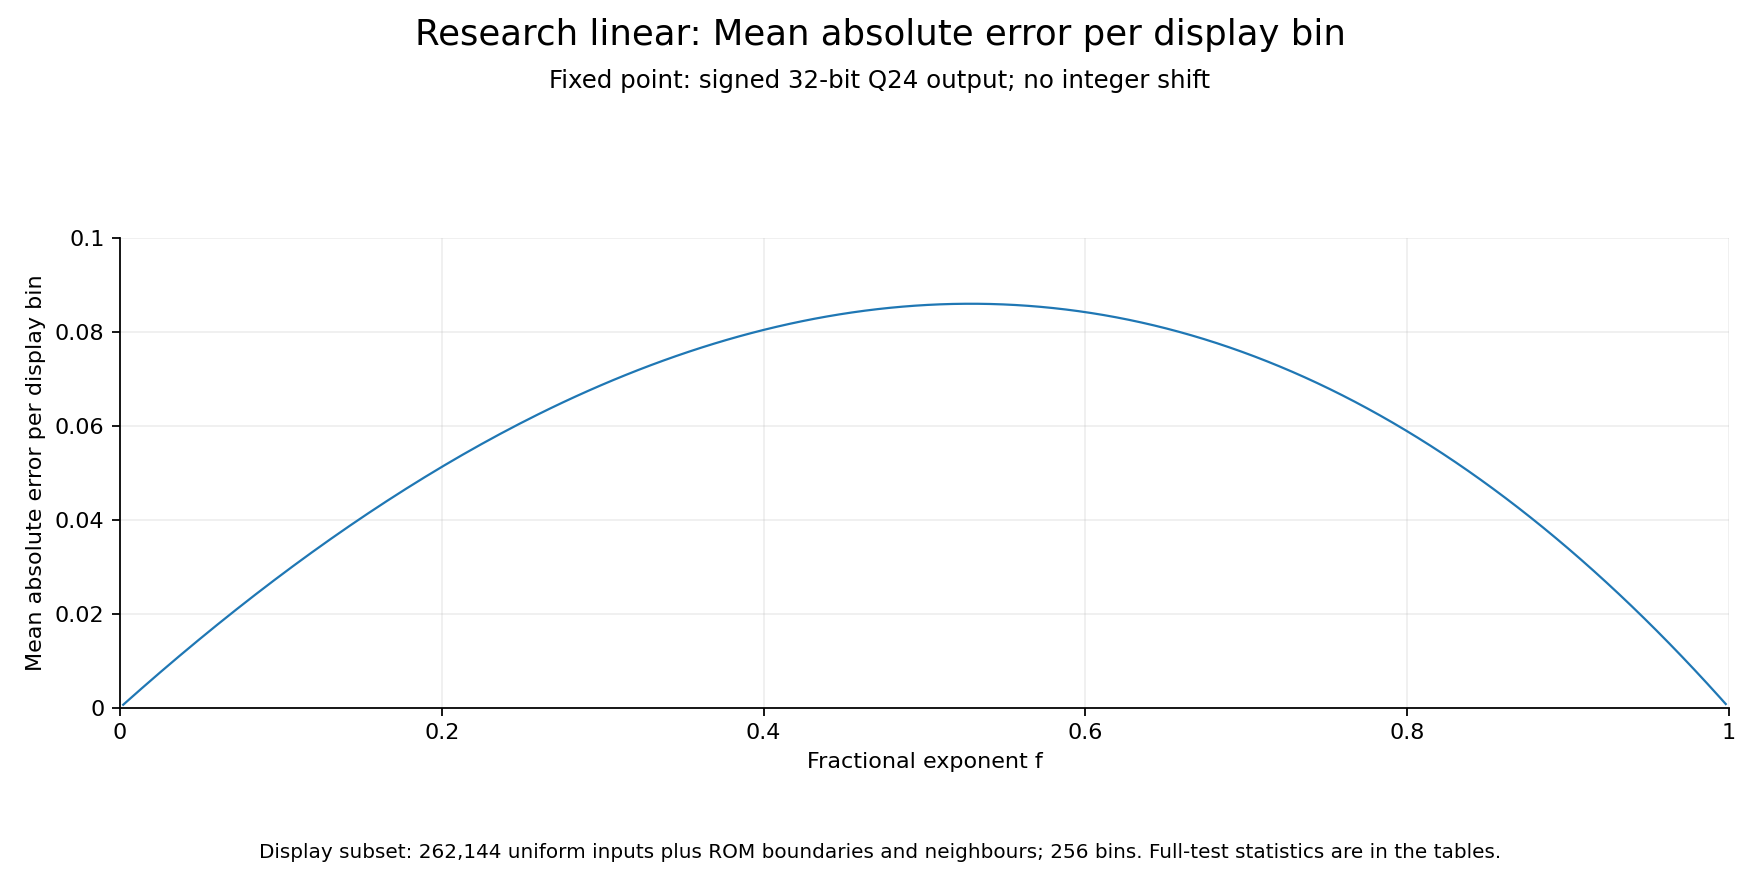 Research linear: Mean absolute error per display bin
Fixed point: signed 32-bit Q24 output; no integer shift
Mean absolute error per display bin
0.1
0.08
0.06
0.04
0.02
0
0 0.2 0.4 0.6 0.8 1
Fractional exponent f
Display subset: 262,144 uniform inputs plus ROM boundaries and neighbours; 256 bins. Full-test statistics are in the tables.